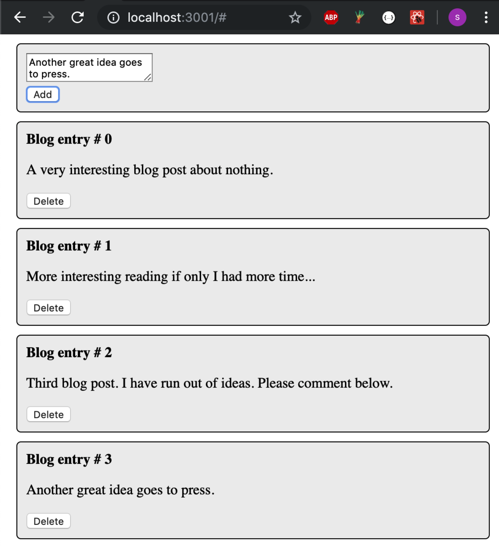 localhost:3001/#
ABP
S
Another great idea goes
to press.
Add
Blog entry # 0
A very interesting blog post about nothing.
Delete
Blog entry # 1
More interesting reading if only I had more time...
Delete
Blog entry # 2
Third blog post. I have run out of ideas. Please comment below.
Delete
Blog entry # 3
Another great idea goes to press.
Delete